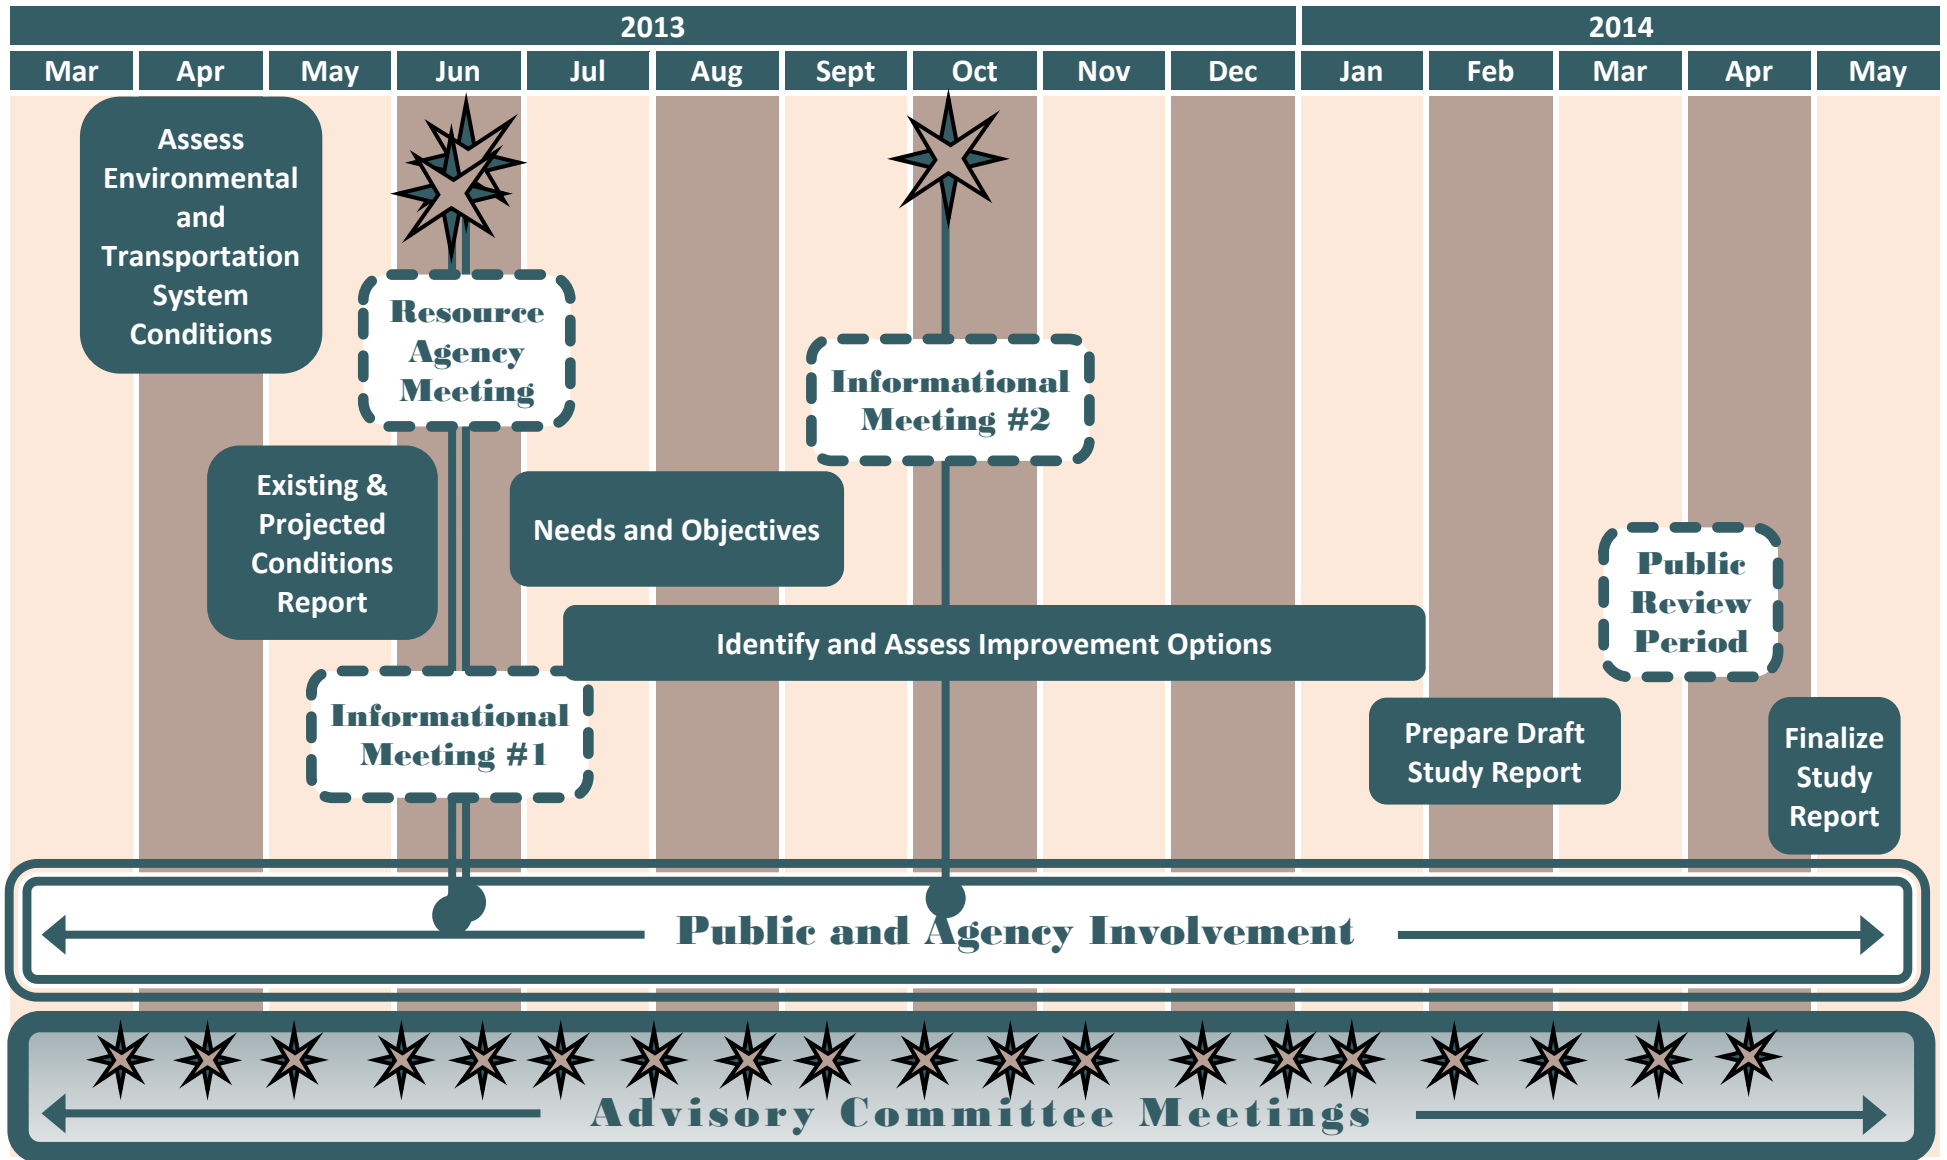 2013 2014
Mar Apr May Jun Jul Aug Sept Oct Nov Dec Jan Feb Mar Apr May
Assess
Environmental
and
Transportation
System
Conditions
Resource
Agency
Meeting
Informational
Meeting #2
Existing &
Projected
Conditions
Report
Needs and Objectives
Public
Review
Period
Identify and Assess Improvement Options
Informational
Meeting #1
Prepare Draft
Study Report
Finalize
Study
Report
Public and Agency Involvement
Advisory Committee Meetings